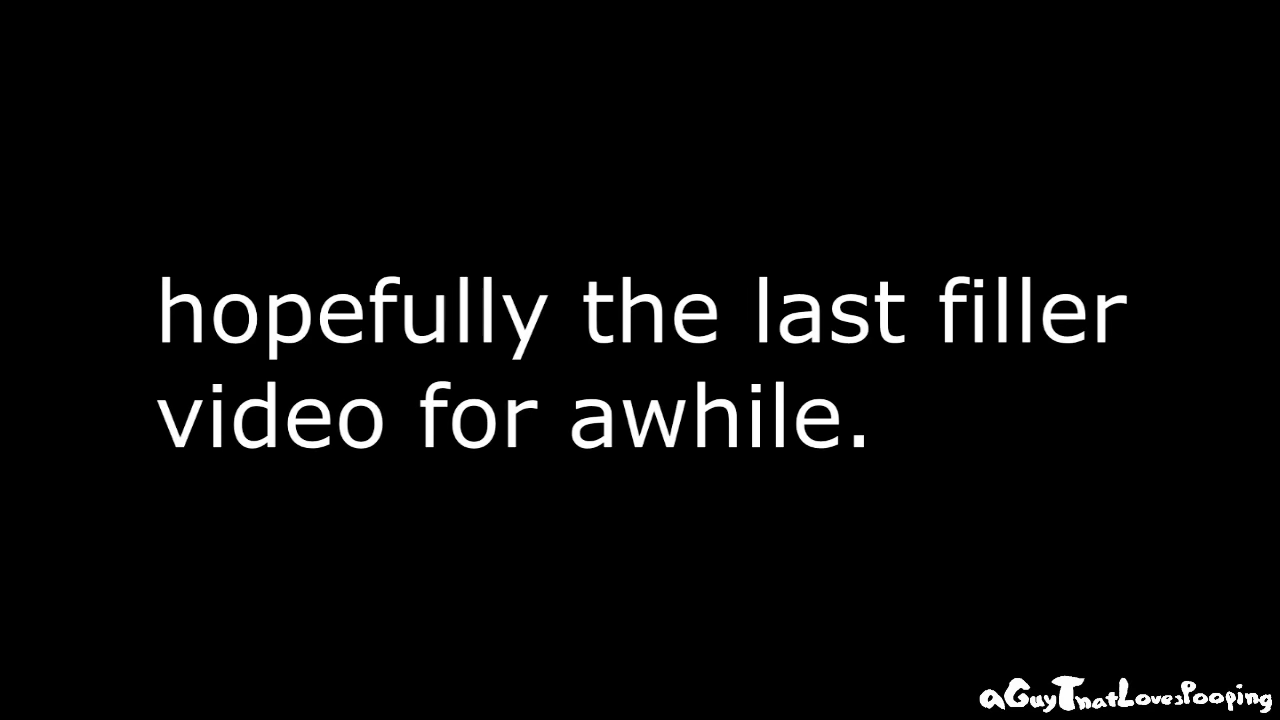 hopefully the last filler
video for awhile.
aGuyThatLovesPooping